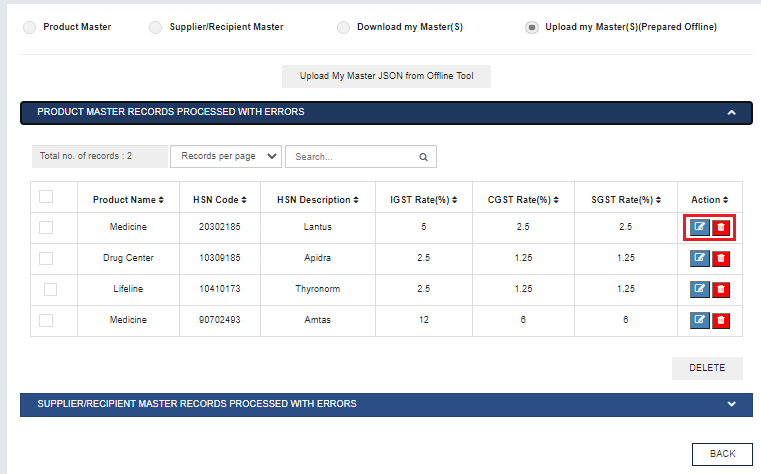 Product Master Supplier/Recipient Master Download my Master(S) Upload my Master(S)(Prepared Offline)
Upload My Master JSON from Offline Tool
PRODUCT MASTER RECORDS PROCESSED WITH ERRORS
Total no. of records : 2 Records per page Search...
Product Name HSN Code HSN Description IGST Rate(%) CGST Rate(%) SGST Rate(%) Action
Medicine 20302185 Lantus 5 2.5 2.5
Drug Center 10309185 Apidra 2.5 1.25 1.25
Lifeline 10410173 Thyronorm 2.5 1.25 1.25
Medicine 90702493 Amtas 12 6 6
DELETE
SUPPLIER/RECIPIENT MASTER RECORDS PROCESSED WITH ERRORS
BACK